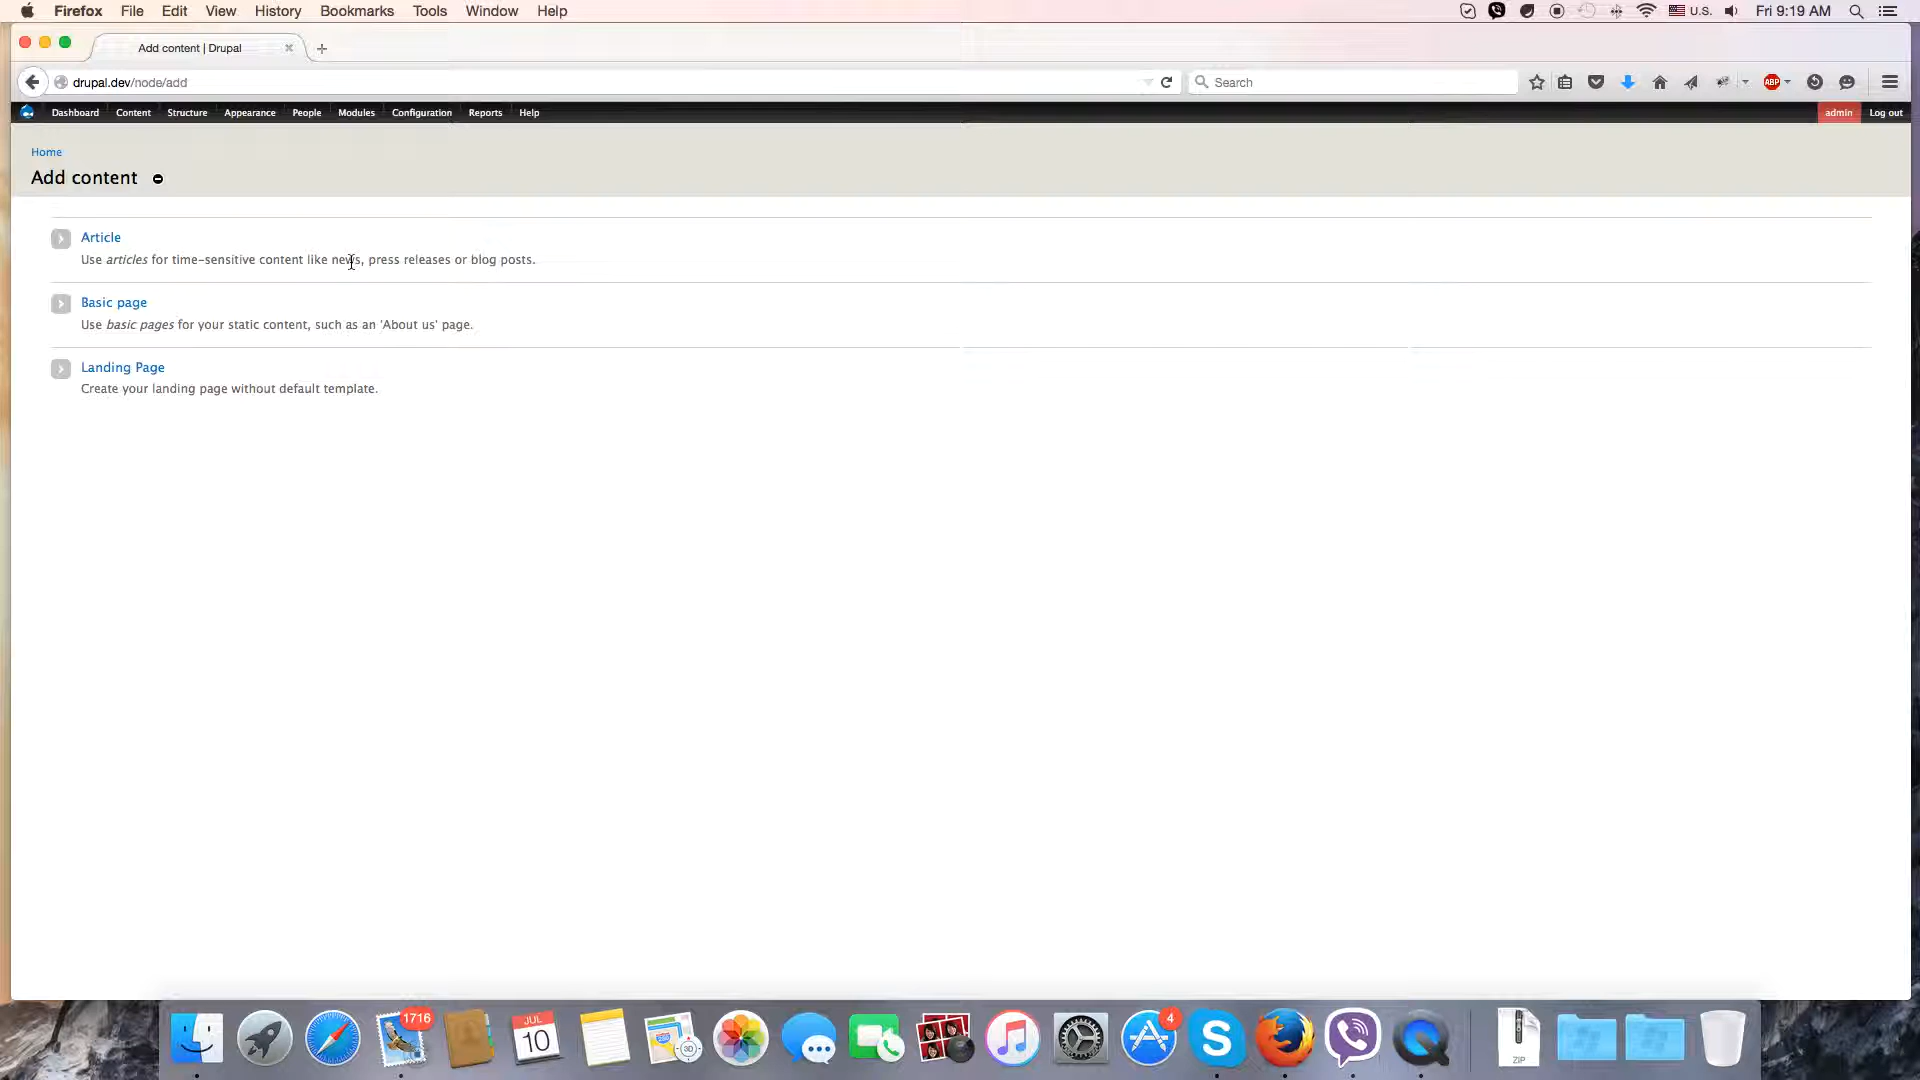 Firefox File Edit View History Bookmarks Tools Window Help U.S. Fri 9:19 AM
Add content | Drupal
drupal.dev/node/add Search ABP
Dashboard Content Structure Appearance People Modules Configuration Reports Help admin Log out
Home
Add content
Article
Use articles for time-sensitive content like news, press releases or blog posts.
Basic page
Use basic pages for your static content, such as an 'About us' page.
Landing Page
Create your landing page without default template.
1716 JUL 10 3D 4 ZIP